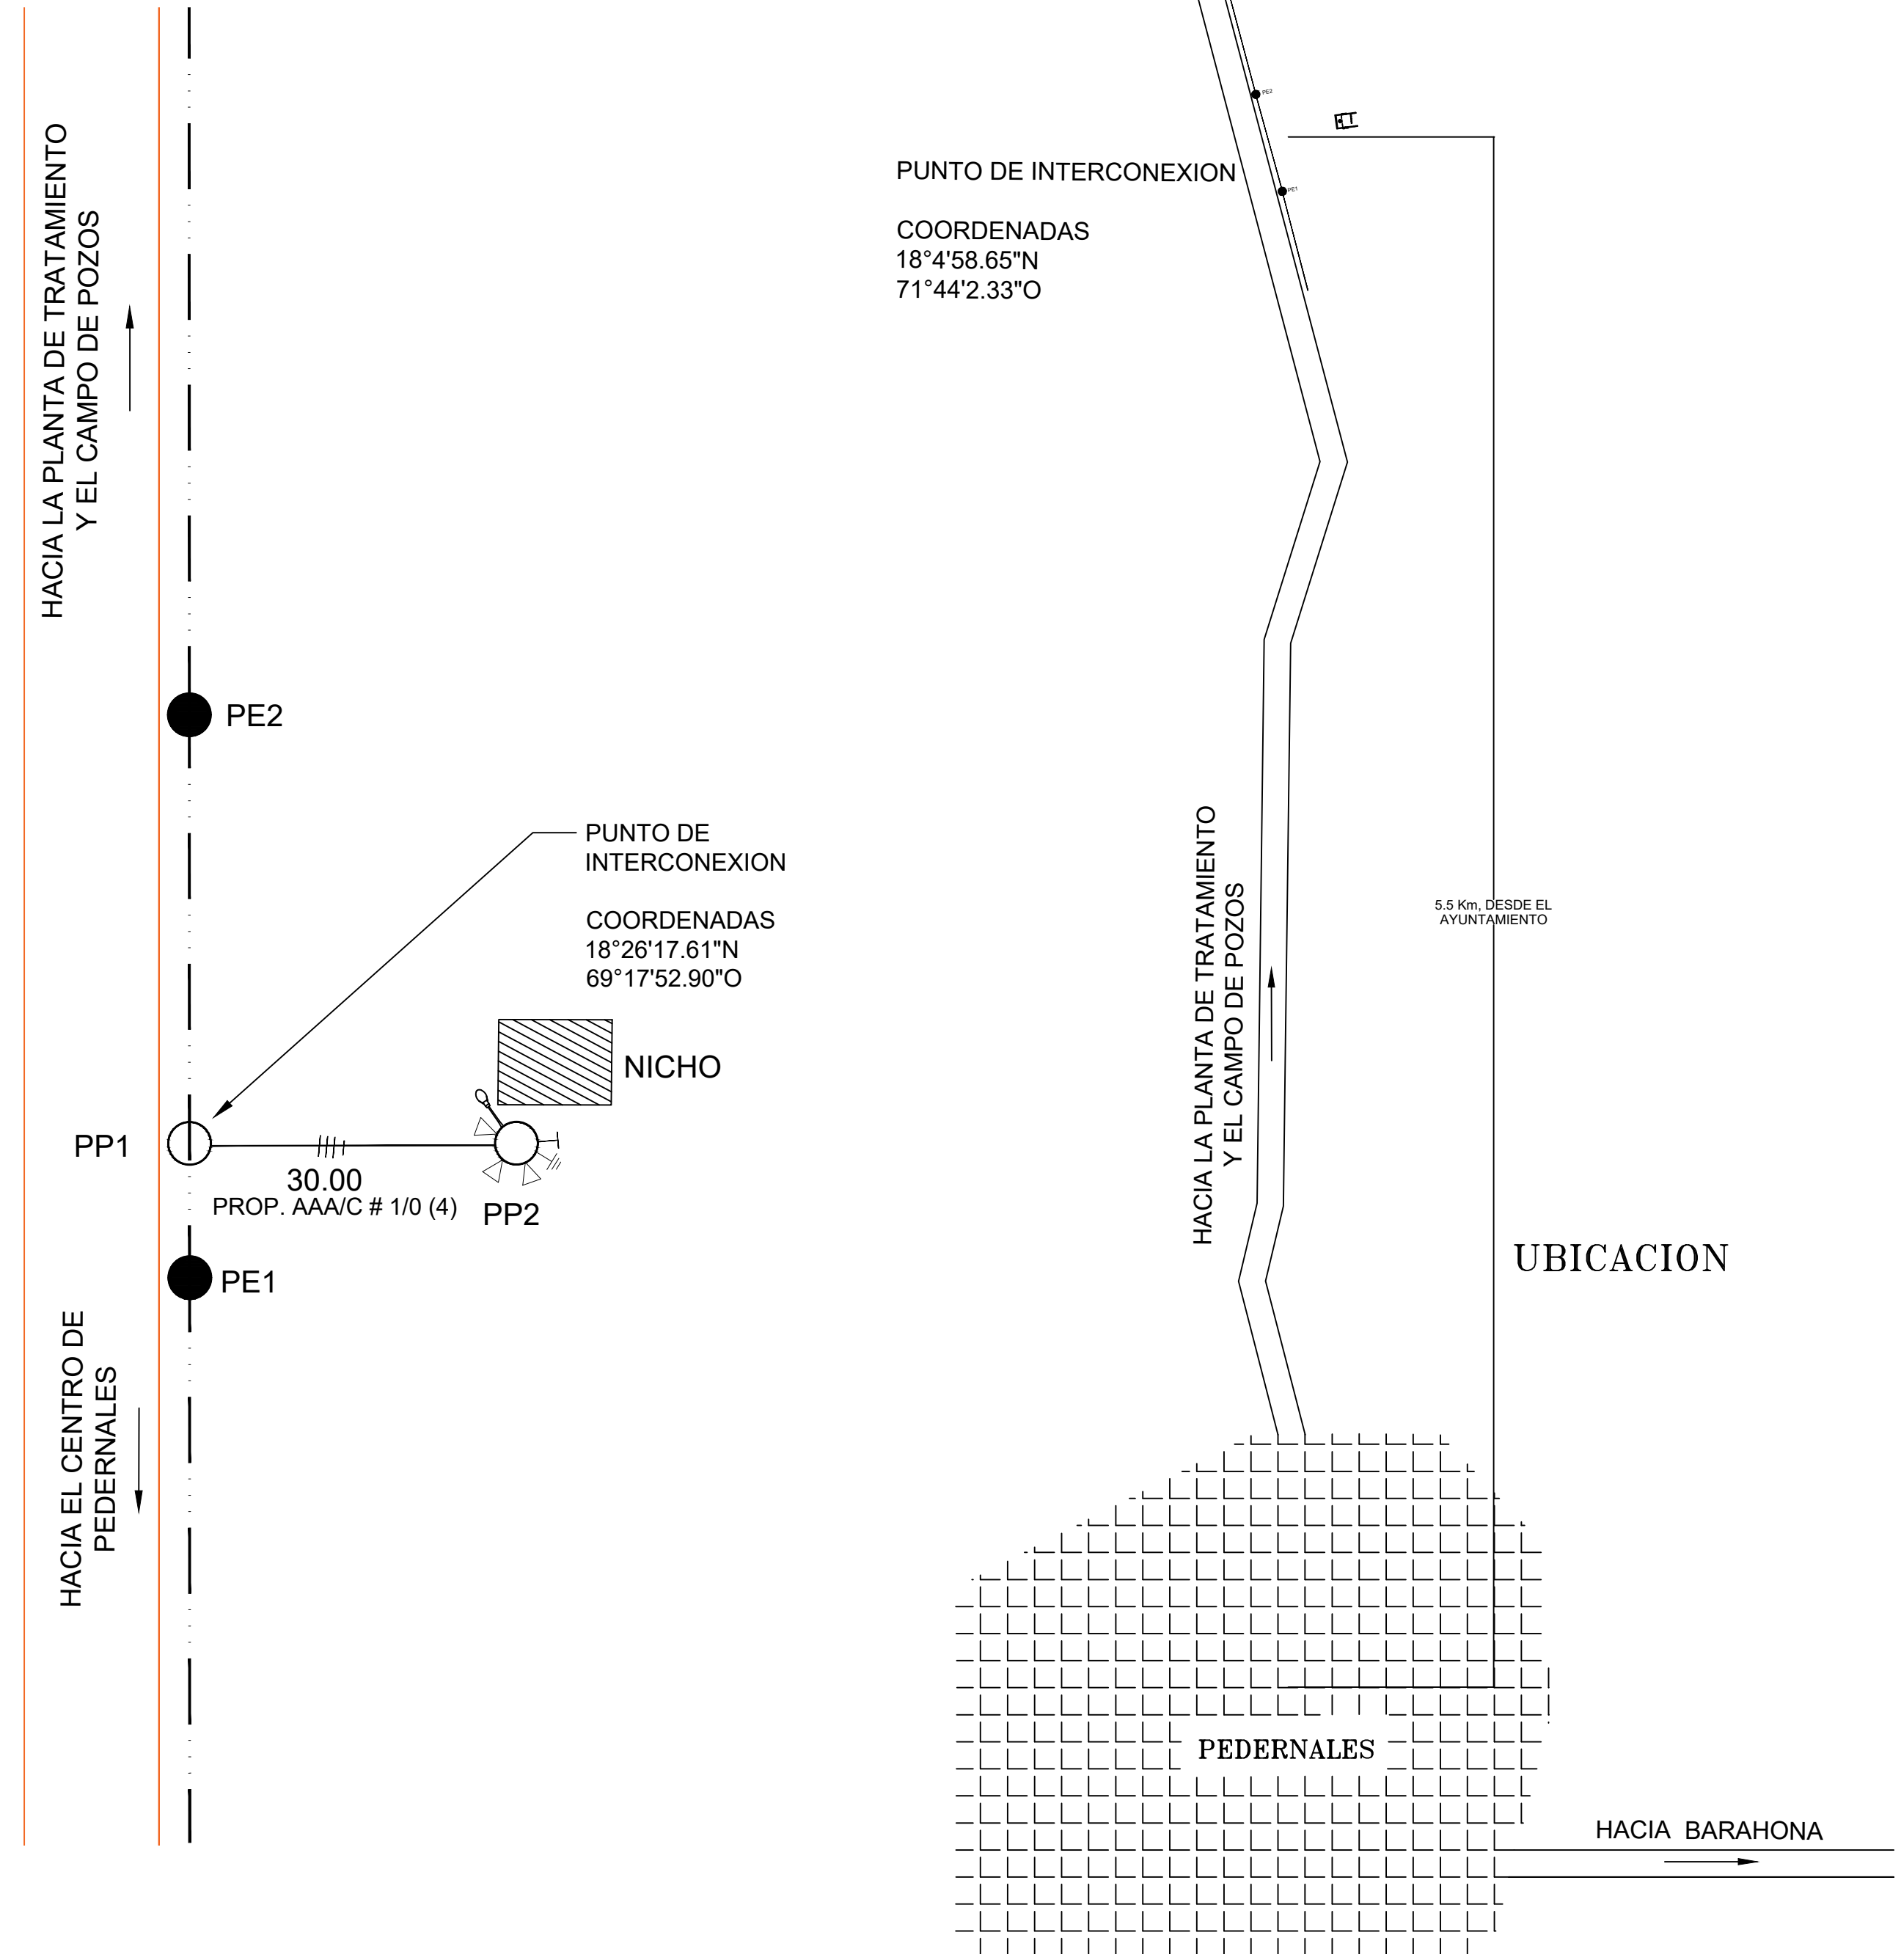 HACIA LA PLANTA DE TRATAMIENTO
Y EL CAMPO DE POZOS
PE2
PUNTO DE
INTERCONEXION
COORDENADAS
18°26'17.61"N
69°17'52.90"O
NICHO
PP1
30.00
PROP. AAA/C # 1/0 (4)
PP2
PE1
HACIA EL CENTRO DE
PEDERNALES
PE2
PUNTO DE INTERCONEXION
PE1
COORDENADAS
18°4'58.65"N
71°44'2.33"O
HACIA LA PLANTA DE TRATAMIENTO
Y EL CAMPO DE POZOS
5.5 Km, DESDE EL
AYUNTAMIENTO
UBICACION
PEDERNALES
HACIA BARAHONA